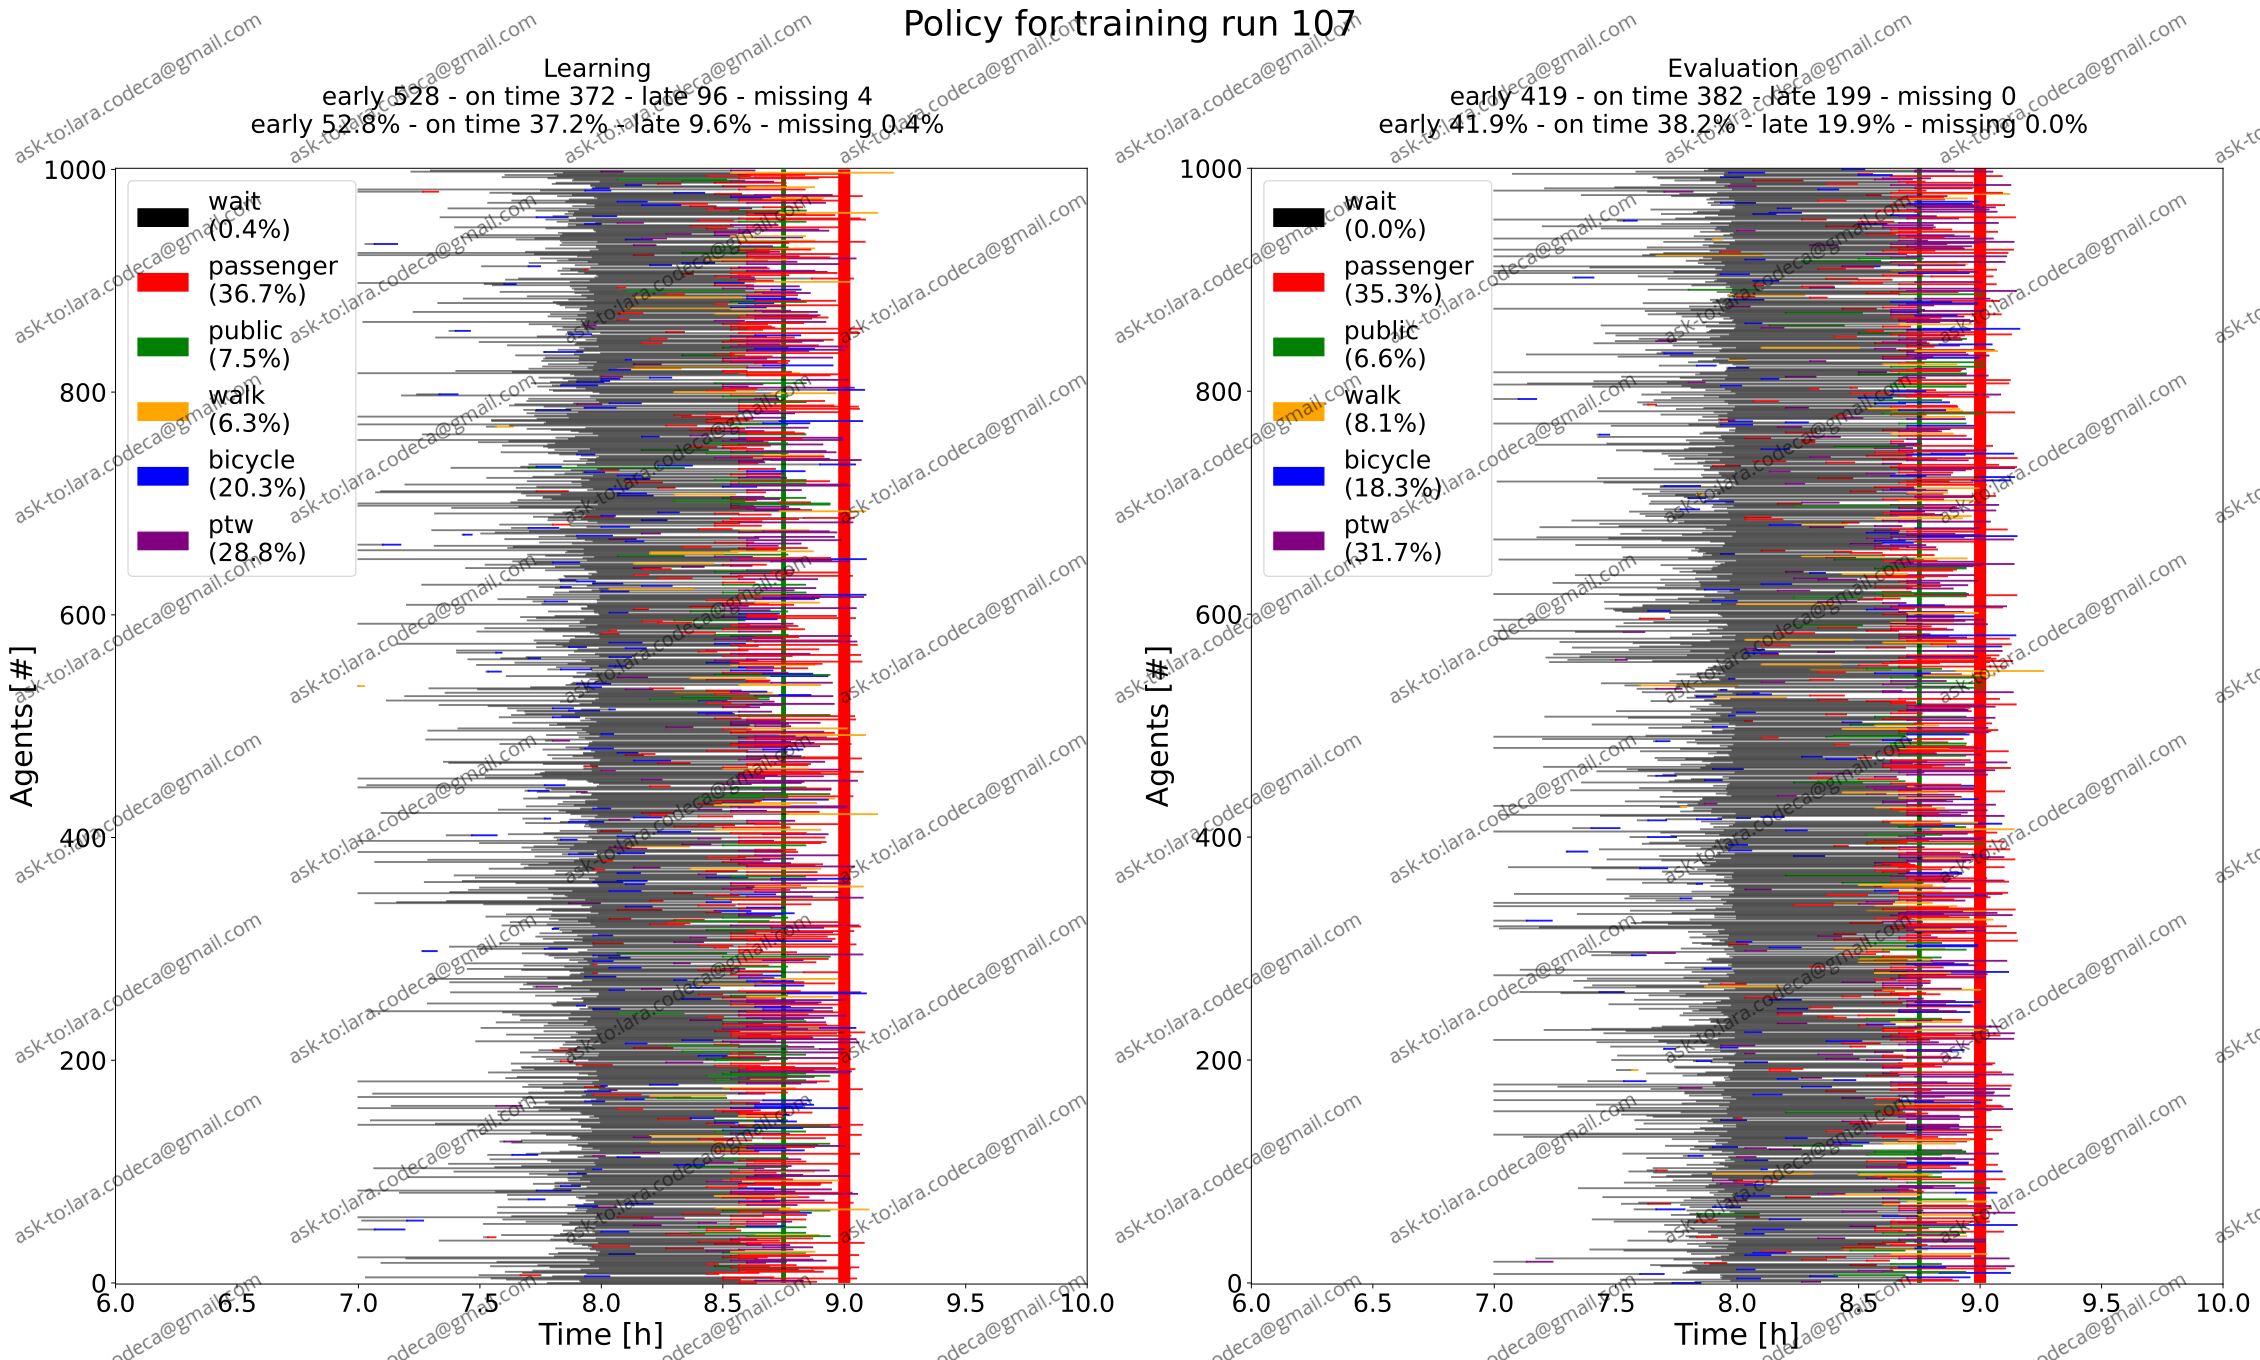 Policy for training run 107
Learning
early 528 - on time 372 - late 96 - missing 4
early 52.8% - on time 37.2% - late 9.6% - missing 0.4%
1000
800
600
400
200
0
Agents [#]
wait
(0.4%)
passenger
(36.7%)
public
(7.5%)
walk
(6.3%)
bicycle
(20.3%)
ptw
(28.8%)
6.0 6.5 7.0 7.5 8.0 8.5 9.0 9.5 10.0
Time [h]
Evaluation
early 419 - on time 382 - late 199 - missing 0
early 41.9% - on time 38.2% - late 19.9% - missing 0.0%
1000
800
600
400
200
0
Agents [#]
wait
(0.0%)
passenger
(35.3%)
public
(6.6%)
walk
(8.1%)
bicycle
(18.3%)
ptw
(31.7%)
6.0 6.5 7.0 7.5 8.0 8.5 9.0 9.5 10.0
Time [h]
ask-to:lara.codeca@gmail.com